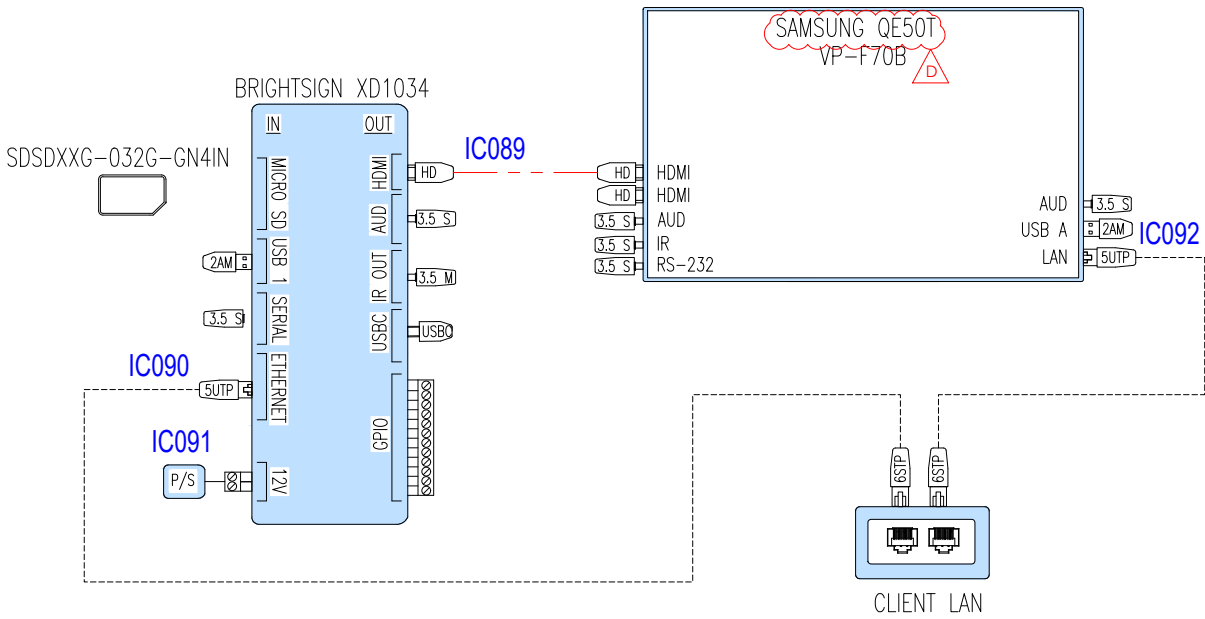 SAMSUNG QE50T
VP-F70B
D
BRIGHTSIGN XD1034
IN
OUT
SDSDXXG-032G-GN4IN
MICRO SD
HDMI
HD
IC089
HD
HDMI
HD
HDMI
AUD
3.5 S
3.5 S
AUD
3.5 S
IR
3.5 S
RS-232
AUD
3.5 S
USB A
2AM
IC092
LAN
5UTP
2AM
USB 1
IR OUT
3.5 M
3.5 S
SERIAL
USBC
USBC
IC090
5UTP
ETHERNET
GPIO
IC091
P/S
12V
6STP
6STP
CLIENT LAN